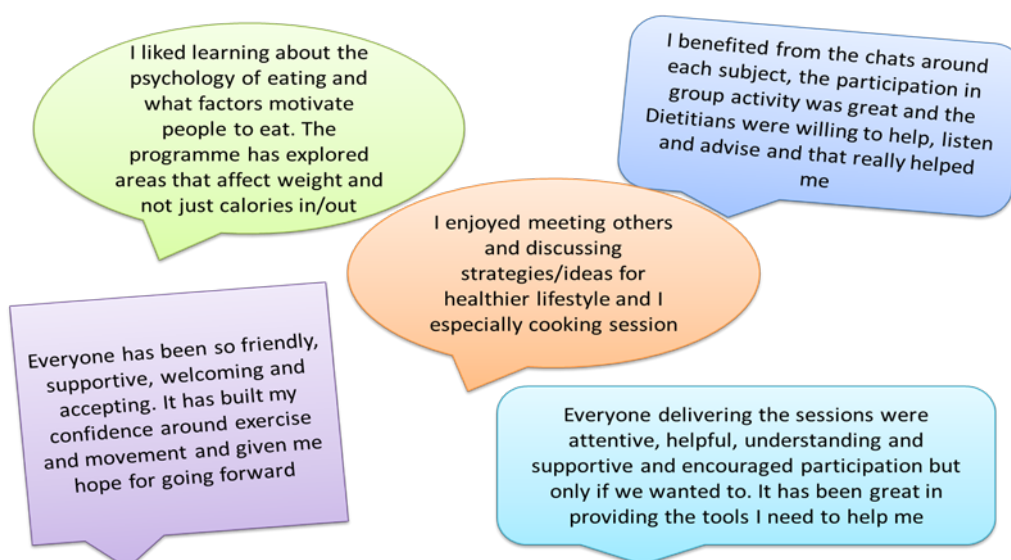 I liked learning about the
psychology of eating and
what factors motivate
people to eat. The
programme has explored
areas that affect weight and
not just calories in/out
I benefited from the chats around
each subject, the participation in
group activity was great and the
Dietitians were willing to help, listen
and advise and that really helped
me
I enjoyed meeting others
and discussing
strategies/ideas for
healthier lifestyle and I
especially cooking session
Everyone has been so friendly,
supportive, welcoming and
accepting. It has built my
confidence around exercise
and movement and given me
hope for going forward
Everyone delivering the sessions were
attentive, helpful, understanding and
supportive and encouraged participation but
only if we wanted to. It has been great in
providing the tools I need to help me